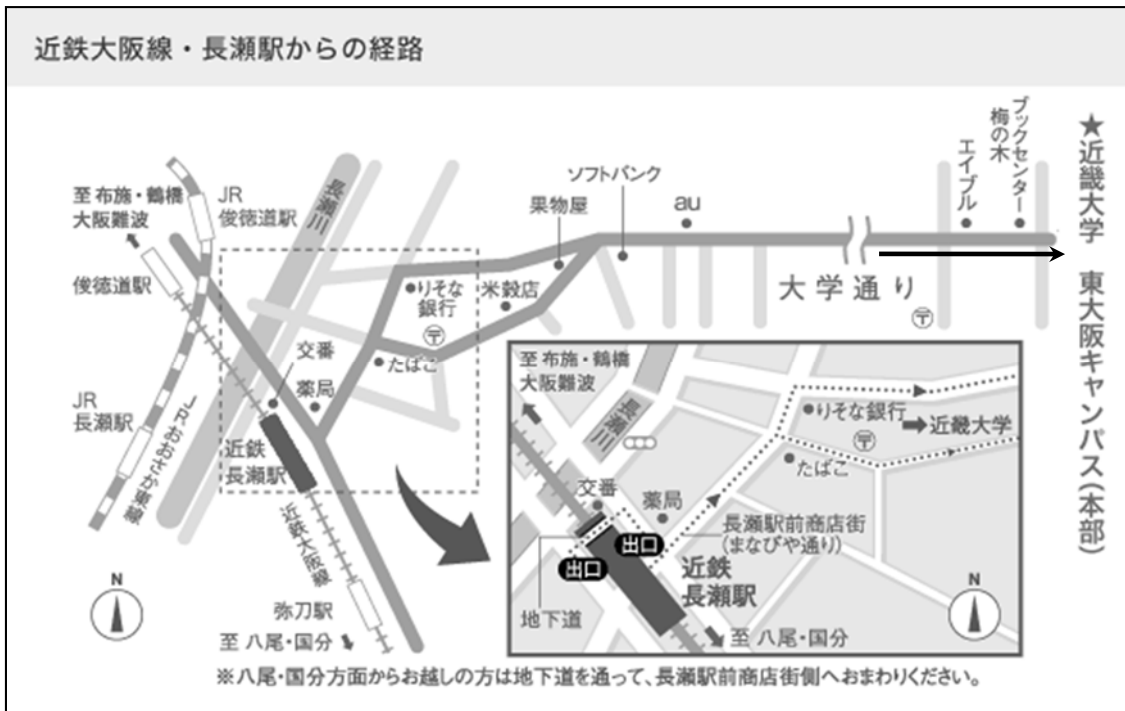 近鉄大阪線・長瀬駅からの経路
至 布施・鶴橋
大阪難波
JR
俊徳道駅
長瀬川
俊徳道駅
JR
長瀬駅
JRおおさか東線
交番
薬局
近鉄
長瀬駅
近鉄大阪線
弥刀駅
至 八尾・国分
N
りそな
銀行
〒
たばこ
米穀店
果物屋
ソフトバンク
au
大学通り
〒
エイブル
ブックセンター
梅の木
★近畿大学 東大阪キャンパス(本部)
至 布施・鶴橋
大阪難波
長瀬川
りそな銀行
〒
近畿大学
たばこ
交番
薬局
長瀬駅前商店街
(まなびや通り)
出口
出口
近鉄
長瀬駅
地下道
至 八尾・国分
N
※八尾・国分方面からお越しの方は地下道を通って、長瀬駅前商店街側へおまわりください。